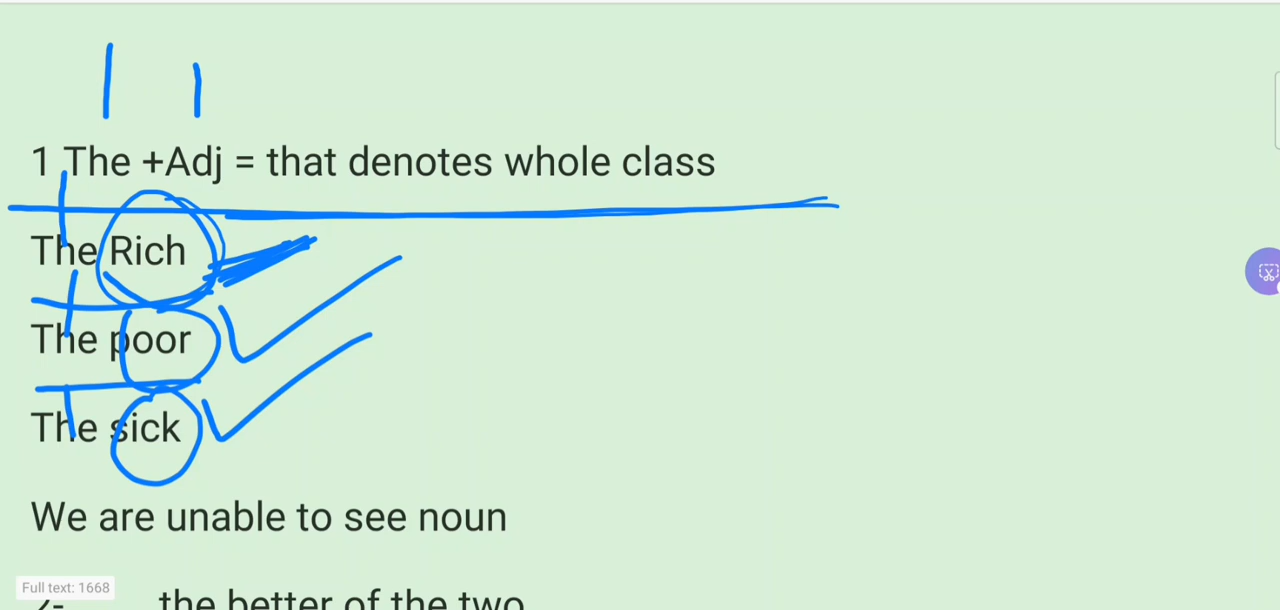 1 The +Adj = that denotes whole class
The Rich
The poor
The sick
We are unable to see noun
Full text: 1668
2- the better of the two